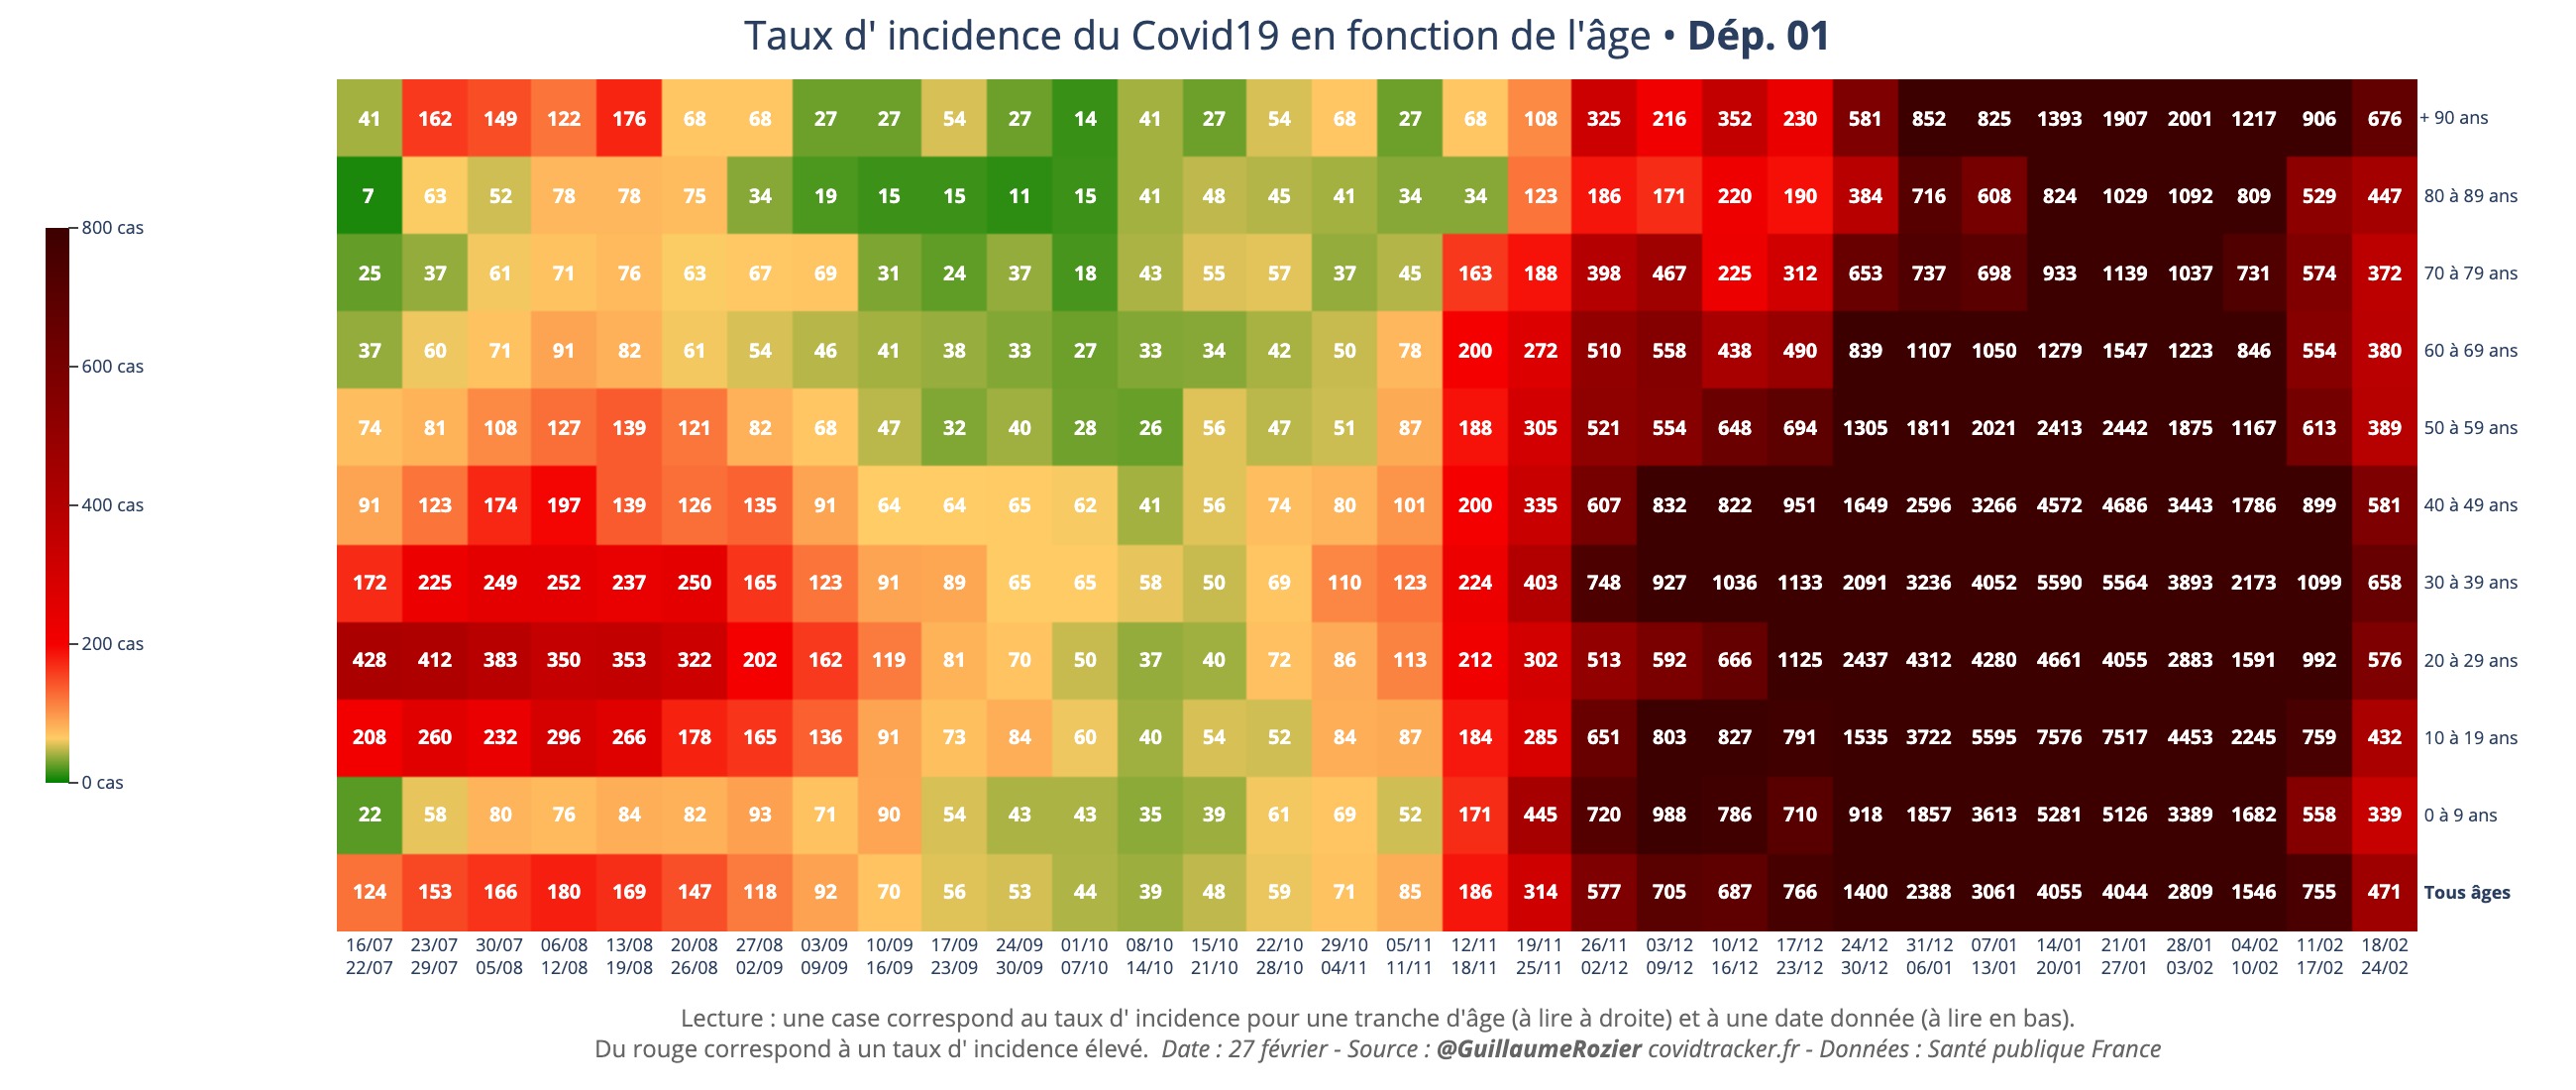 Taux d' incidence du Covid19 en fonction de l'âge • Dép. 01
41 162 149 122 176 68 68 27 27 54 27 14 41 27 54 68 27 68 108 325 216 352 230 581 852 825 1393 1907 2001 1217 906 676 + 90 ans
7 63 52 78 78 75 34 19 15 15 11 15 41 48 45 41 34 34 123 186 171 220 190 384 716 608 824 1029 1092 809 529 447 80 à 89 ans
800 cas
25 37 61 71 76 63 67 69 31 24 37 18 43 55 57 37 45 163 188 398 467 225 312 653 737 698 933 1139 1037 731 574 372 70 à 79 ans
37 60 71 91 82 61 54 46 41 38 33 27 33 34 42 50 78 200 272 510 558 438 490 839 1107 1050 1279 1547 1223 846 554 380 60 à 69 ans
600 cas
74 81 108 127 139 121 82 68 47 32 40 28 26 56 47 51 87 188 305 521 554 648 694 1305 1811 2021 2413 2442 1875 1167 613 389 50 à 59 ans
400 cas
91 123 174 197 139 126 135 91 64 64 65 62 41 56 74 80 101 200 335 607 832 822 951 1649 2596 3266 4572 4686 3443 1786 899 581 40 à 49 ans
172 225 249 252 237 250 165 123 91 89 65 65 58 50 69 110 123 224 403 748 927 1036 1133 2091 3236 4052 5590 5564 3893 2173 1099 658 30 à 39 ans
200 cas
428 412 383 350 353 322 202 162 119 81 70 50 37 40 72 86 113 212 302 513 592 666 1125 2437 4312 4280 4661 4055 2883 1591 992 576 20 à 29 ans
208 260 232 296 266 178 165 136 91 73 84 60 40 54 52 84 87 184 285 651 803 827 791 1535 3722 5595 7576 7517 4453 2245 759 432 10 à 19 ans
0 cas
22 58 80 76 84 82 93 71 90 54 43 43 35 39 61 69 52 171 445 720 988 786 710 918 1857 3613 5281 5126 3389 1682 558 339 0 à 9 ans
124 153 166 180 169 147 118 92 70 56 53 44 39 48 59 71 85 186 314 577 705 687 766 1400 2388 3061 4055 4044 2809 1546 755 471 Tous âges
16/07 23/07 30/07 06/08 13/08 20/08 27/08 03/09 10/09 17/09 24/09 01/10 08/10 15/10 22/10 29/10 05/11 12/11 19/11 26/11 03/12 10/12 17/12 24/12 31/12 07/01 14/01 21/01 28/01 04/02 11/02 18/02
22/07 29/07 05/08 12/08 19/08 26/08 02/09 09/09 16/09 23/09 30/09 07/10 14/10 21/10 28/10 04/11 11/11 18/11 25/11 02/12 09/12 16/12 23/12 30/12 06/01 13/01 20/01 27/01 03/02 10/02 17/02 24/02
Lecture : une case correspond au taux d' incidence pour une tranche d'âge (à lire à droite) et à une date donnée (à lire en bas).
Du rouge correspond à un taux d' incidence élevé. Date : 27 février - Source : @GuillaumeRozier covidtracker.fr - Données : Santé publique France